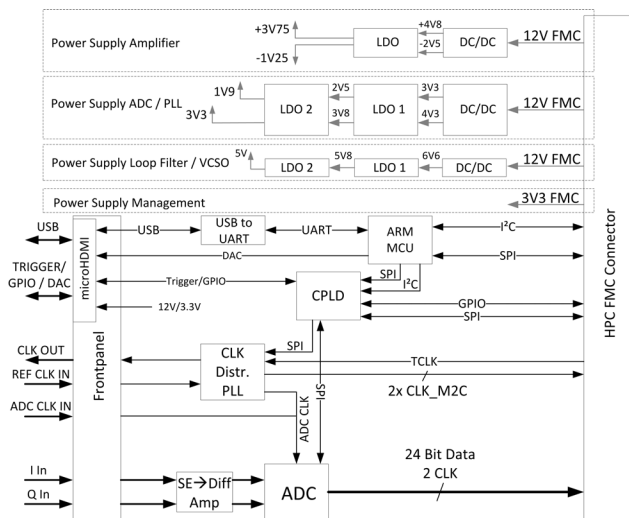 Power Supply Amplifier
+3V75
-1V25
LDO
+4V8
-2V5
DC/DC
12V FMC
Power Supply ADC / PLL
1V9
3V3
LDO 2
2V5
3V8
LDO 1
3V3
4V3
DC/DC
12V FMC
Power Supply Loop Filter / VCSO
5V
LDO 2
5V8
LDO 1
6V6
DC/DC
12V FMC
Power Supply Management
3V3 FMC
HPC FMC Connector
USB
TRIGGER/
GPIO / DAC
microHDMI
USB
USB to
UART
UART
ARM
MCU
I²C
SPI
DAC
Trigger/GPIO
12V/3.3V
SPI
I²C
CPLD
GPIO
SPI
Frontpanel
CLK OUT
REF CLK IN
ADC CLK IN
CLK
Distr.
PLL
SPI
SPI
TCLK
2x CLK_M2C
ADC CLK
I In
Q In
SE→Diff
Amp
ADC
24 Bit Data
2 CLK